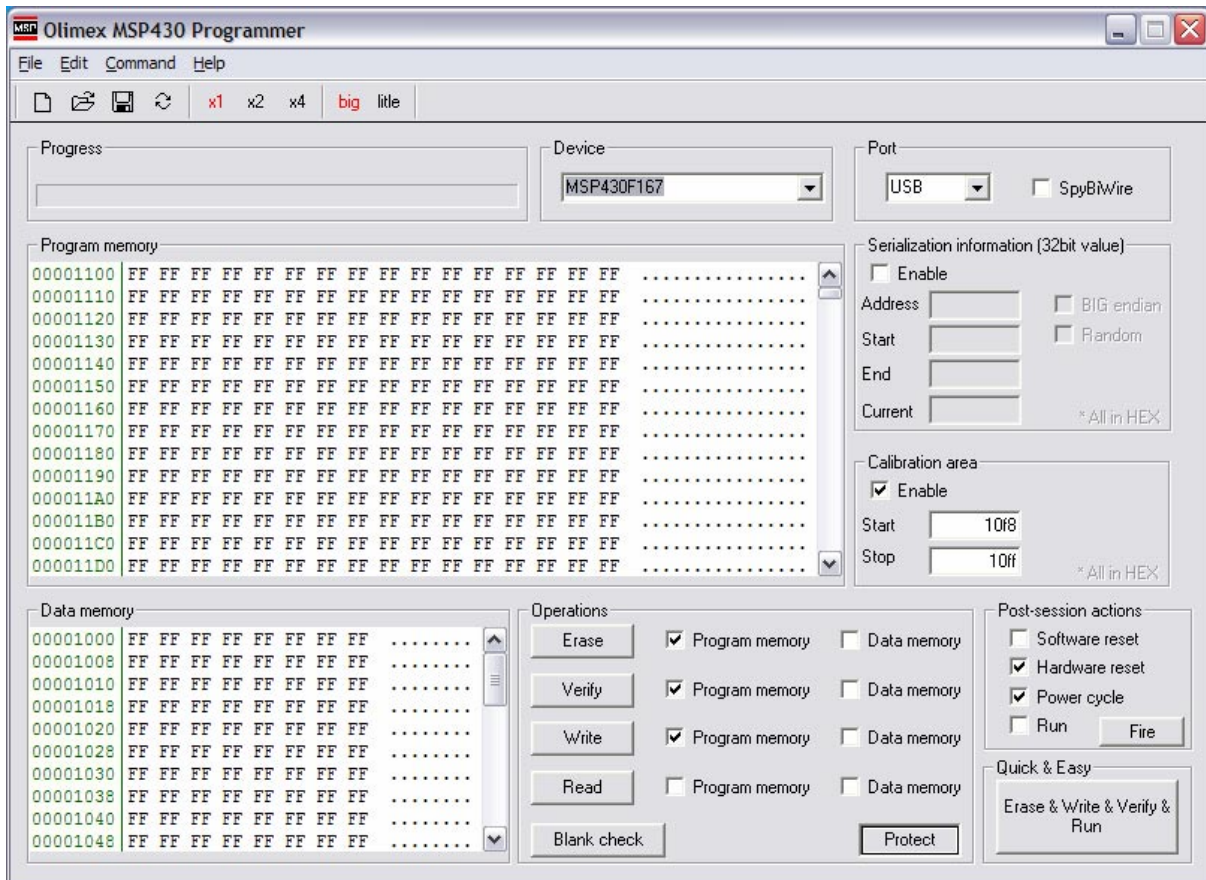 MSP Olimex MSP430 Programmer
File Edit Command Help
x1 x2 x4 big litle
Progress
Device
MSP430F167
Port
USB
SpyBiWire
Program memory
00001100 FF FF FF FF FF FF FF FF FF FF FF FF FF FF FF FF ................
00001110 FF FF FF FF FF FF FF FF FF FF FF FF FF FF FF FF ................
00001120 FF FF FF FF FF FF FF FF FF FF FF FF FF FF FF FF ................
00001130 FF FF FF FF FF FF FF FF FF FF FF FF FF FF FF FF ................
00001140 FF FF FF FF FF FF FF FF FF FF FF FF FF FF FF FF ................
00001150 FF FF FF FF FF FF FF FF FF FF FF FF FF FF FF FF ................
00001160 FF FF FF FF FF FF FF FF FF FF FF FF FF FF FF FF ................
00001170 FF FF FF FF FF FF FF FF FF FF FF FF FF FF FF FF ................
00001180 FF FF FF FF FF FF FF FF FF FF FF FF FF FF FF FF ................
00001190 FF FF FF FF FF FF FF FF FF FF FF FF FF FF FF FF ................
000011A0 FF FF FF FF FF FF FF FF FF FF FF FF FF FF FF FF ................
000011B0 FF FF FF FF FF FF FF FF FF FF FF FF FF FF FF FF ................
000011C0 FF FF FF FF FF FF FF FF FF FF FF FF FF FF FF FF ................
000011D0 FF FF FF FF FF FF FF FF FF FF FF FF FF FF FF FF ................
Serialization information (32bit value)
Enable
Address
BIG endian
Start
Random
End
Current
* All in HEX
Calibration area
Enable
Start 10f8
Stop 10ff
* All in HEX
Data memory
00001000 FF FF FF FF FF FF FF FF ........
00001008 FF FF FF FF FF FF FF FF ........
00001010 FF FF FF FF FF FF FF FF ........
00001018 FF FF FF FF FF FF FF FF ........
00001020 FF FF FF FF FF FF FF FF ........
00001028 FF FF FF FF FF FF FF FF ........
00001030 FF FF FF FF FF FF FF FF ........
00001038 FF FF FF FF FF FF FF FF ........
00001040 FF FF FF FF FF FF FF FF ........
00001048 FF FF FF FF FF FF FF FF ........
Operations
Erase Program memory Data memory
Verify Program memory Data memory
Write Program memory Data memory
Read Program memory Data memory
Blank check Protect
Post-session actions
Software reset
Hardware reset
Power cycle
Run Fire
Quick & Easy
Erase & Write & Verify &
Run